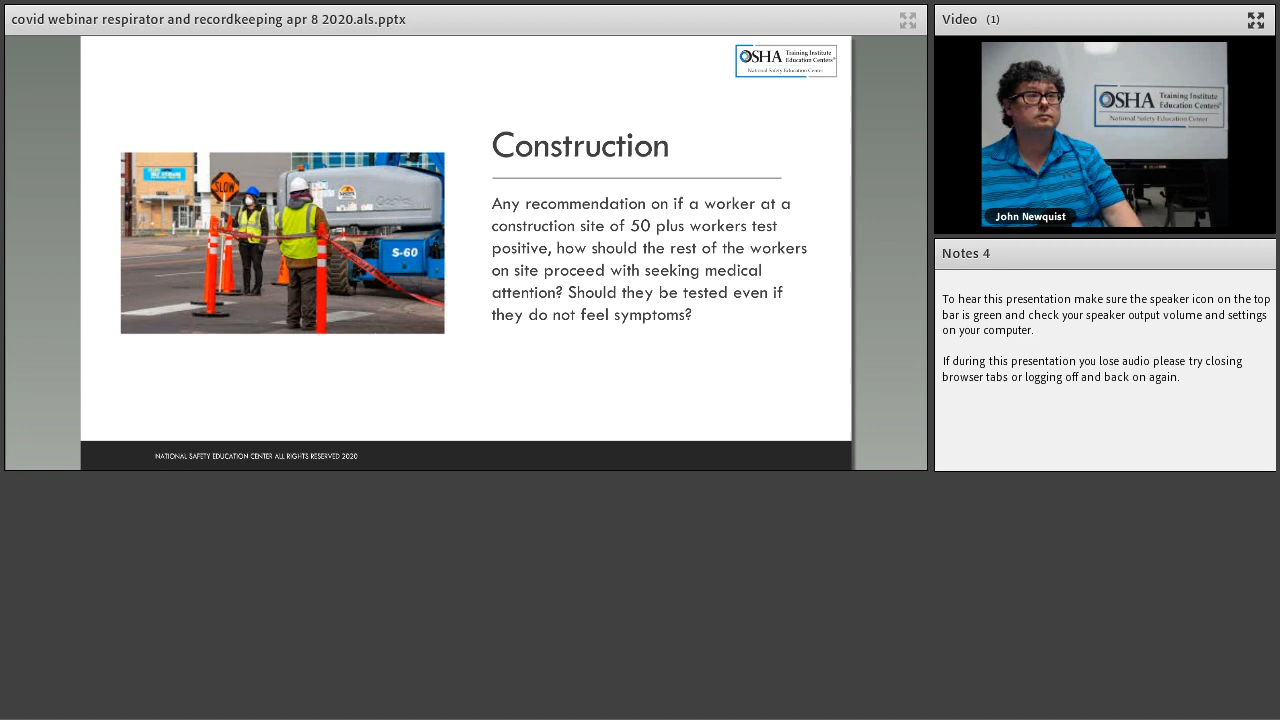 covid webinar respirator and recordkeeping apr 8 2020.als.pptx
OSHA Training Institute
Education Centers®
National Safety Education Center
Construction
Any recommendation on if a worker at a
construction site of 50 plus workers test
positive, how should the rest of the workers
on site proceed with seeking medical
attention? Should they be tested even if
they do not feel symptoms?
SLOW
S-60
NATIONAL SAFETY EDUCATION CENTER ALL RIGHTS RESERVED 2020
Video (1)
OSHA Training Institute
Education Centers®
National Safety Education Center
John Newquist
Notes 4
To hear this presentation make sure the speaker icon on the top
bar is green and check your speaker output volume and settings
on your computer.
If during this presentation you lose audio please try closing
browser tabs or logging off and back on again.